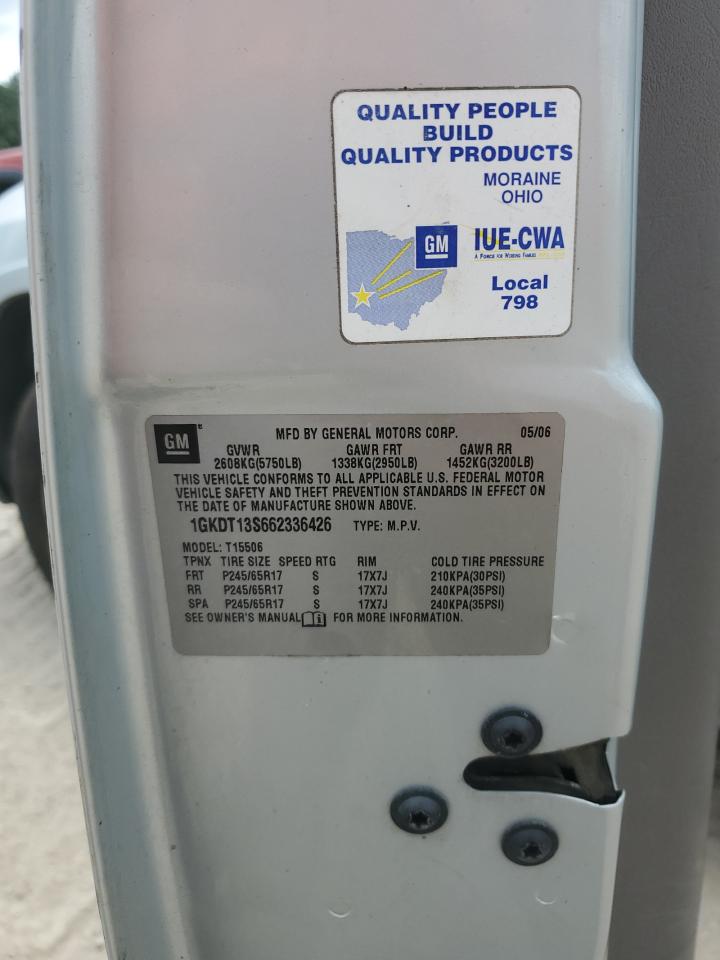 QUALITY PEOPLE
BUILD
QUALITY PRODUCTS
MORAINE
OHIO
GM
IUE-CWA
A FORCE FOR WORKING FAMILIES
Local
798
GM
MFD BY GENERAL MOTORS CORP. 05/06
GVWR GAWR FRT GAWR RR
2608KG(5750LB) 1338KG(2950LB) 1452KG(3200LB)
THIS VEHICLE CONFORMS TO ALL APPLICABLE U.S. FEDERAL MOTOR
VEHICLE SAFETY AND THEFT PREVENTION STANDARDS IN EFFECT ON
THE DATE OF MANUFACTURE SHOWN ABOVE.
1GKDT13S662336426 TYPE: M.P.V.
MODEL: T15506
TPNX TIRE SIZE SPEED RTG RIM COLD TIRE PRESSURE
FRT P245/65R17 S 17X7J 210KPA(30PSI)
RR P245/65R17 S 17X7J 240KPA(35PSI)
SPA P245/65R17 S 17X7J 240KPA(35PSI)
SEE OWNER'S MANUAL FOR MORE INFORMATION.